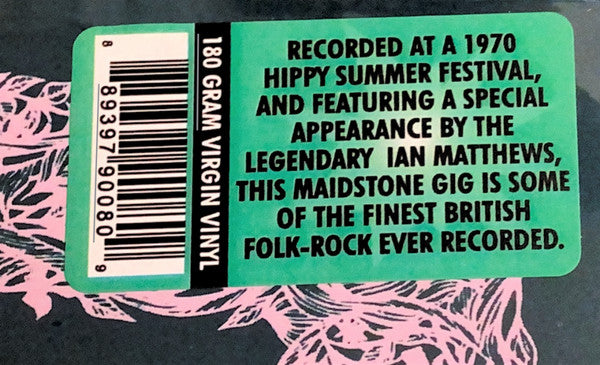 8 89397 90080 9
180 GRAM VIRGIN VINYL
RECORDED AT A 1970
HIPPY SUMMER FESTIVAL,
AND FEATURING A SPECIAL
APPEARANCE BY THE
LEGENDARY IAN MATTHEWS,
THIS MAIDSTONE GIG IS SOME
OF THE FINEST BRITISH
FOLK-ROCK EVER RECORDED.